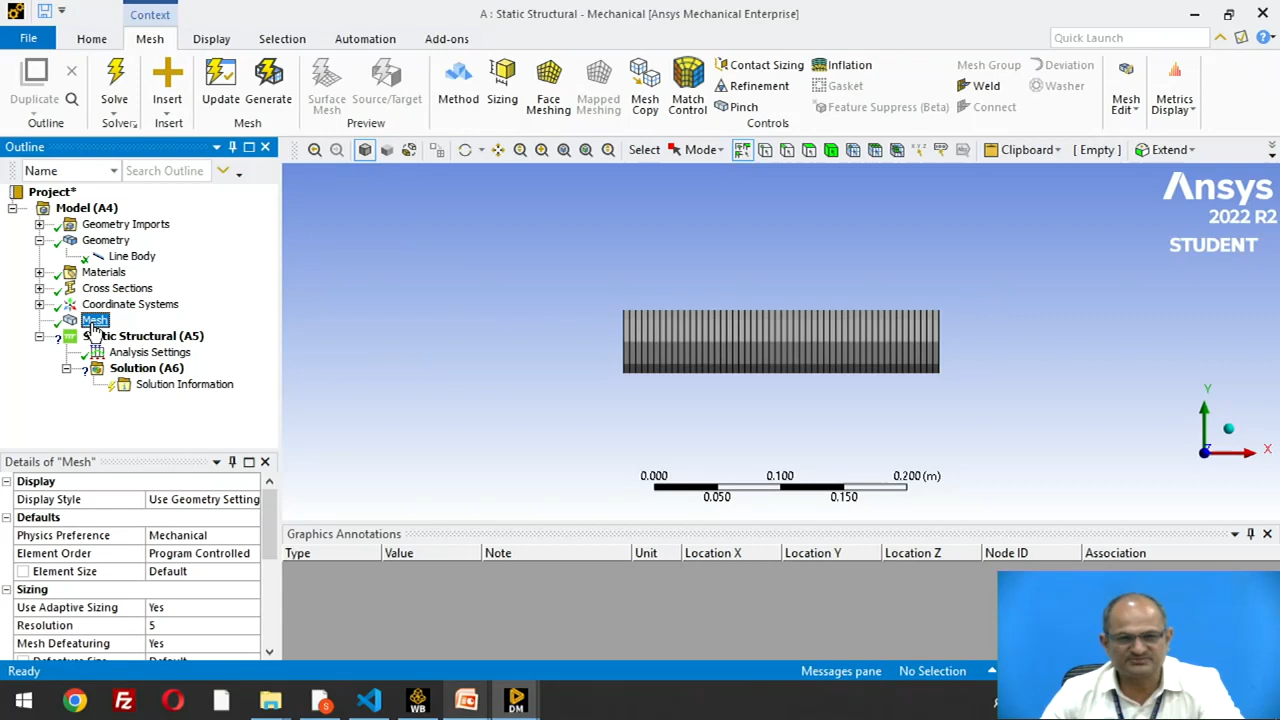 A : Static Structural - Mechanical [Ansys Mechanical Enterprise]
Context
File Home Mesh Display Selection Automation Add-ons
Quick Launch
Duplicate
Outline
Solve
Solver
Insert
Insert
Update Generate
Mesh
Surface Mesh Source/Target
Preview
Method Sizing Face Meshing Mapped Meshing Mesh Copy Match Control
Contact Sizing
Refinement
Pinch
Inflation
Gasket
Feature Suppress (Beta)
Controls
Mesh Group
Weld
Connect
Deviation
Washer
Mesh Edit
Metrics Display
Outline
Name Search Outline
Select Mode Clipboard [ Empty ] Extend
Project*
Model (A4)
Geometry Imports
Geometry
Line Body
Materials
Cross Sections
Coordinate Systems
Mesh
Static Structural (A5)
Analysis Settings
Solution (A6)
Solution Information
Ansys
2022 R2
STUDENT
Y
X
Z
0.000 0.100 0.200 (m)
0.050 0.150
Details of "Mesh"
Display
Display Style Use Geometry Setting
Defaults
Physics Preference Mechanical
Element Order Program Controlled
Element Size Default
Sizing
Use Adaptive Sizing Yes
Resolution 5
Mesh Defeaturing Yes
Graphics Annotations
Type Value Note Unit Location X Location Y Location Z Node ID Association
Ready
Messages pane No Selection
WB
DM